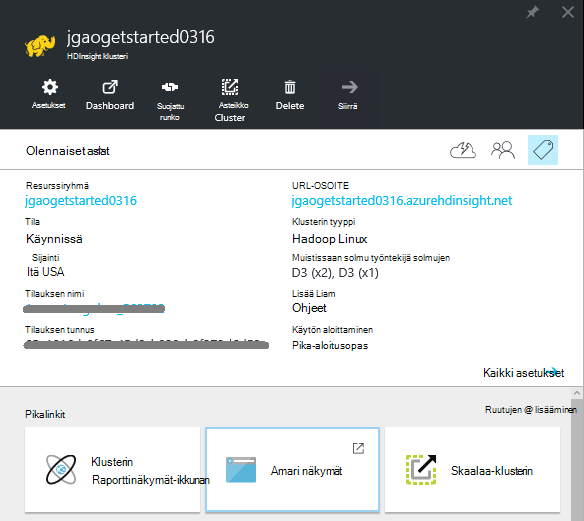 jgaogetstarted0316
HDInsight klusteri
Asetukset
Dashboard
Suojattu
runko
Asteikko
Cluster
Delete
Siirrä
Olennaiset
Resurssiryhmä
jgaogetstarted0316
Tila
Käynnissä
Sijainti
Itä USA
Tilauksen nimi
Tilauksen tunnus
URL-OSOITE
jgaogetstarted0316.azurehdinsight.net
Klusterin tyyppi
Hadoop Linux
Muistissaan solmu työntekijä solmujen
D3 (x2), D3 (x1)
Lisää Liam
Ohjeet
Käytön aloittaminen
Pika-aloitusopas
Kaikki asetukset
Pikalinkit
Ruutujen @ lisääminen
Klusterin
Raporttinäkymät-ikkunan
Amari näkymät
Skaalaa-klusterin